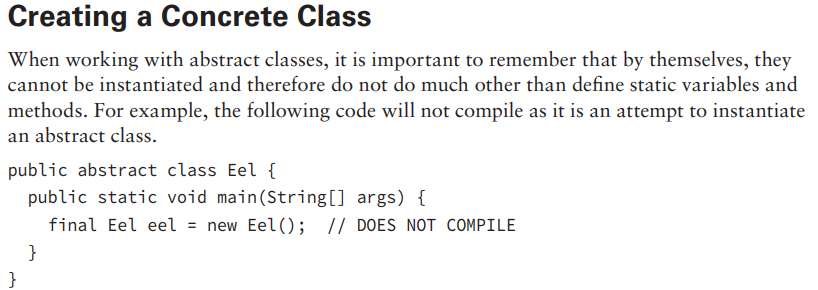 Creating a Concrete Class
When working with abstract classes, it is important to remember that by themselves, they
cannot be instantiated and therefore do not do much other than define static variables and
methods. For example, the following code will not compile as it is an attempt to instantiate
an abstract class.
public abstract class Eel {
  public static void main(String[] args) {
    final Eel eel = new Eel();  // DOES NOT COMPILE
  }
}